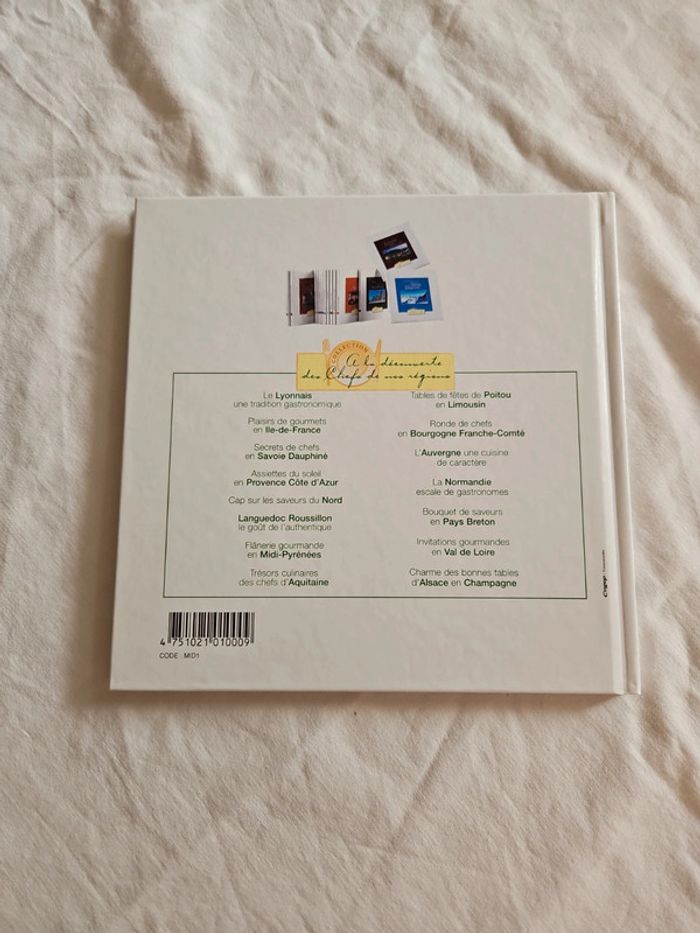 COLLECTION
A la découverte
des Chefs de nos régions
Le Lyonnais
une tradition gastronomique
Plaisirs de gourmets
en Ile-de-France
Secrets de chefs
en Savoie Dauphiné
Assiettes du soleil
en Provence Côte d'Azur
Cap sur les saveurs du Nord
Languedoc Roussillon
le goût de l'authentique
Flânerie gourmande
en Midi-Pyrénées
Trésors culinaires
des chefs d'Aquitaine
Tables de fêtes de Poitou
en Limousin
Ronde de chefs
en Bourgogne Franche-Comté
L'Auvergne une cuisine
de caractère
La Normandie
escale de gastronomes
Bouquet de saveurs
en Pays Breton
Invitations gourmandes
en Val de Loire
Charme des bonnes tables
d'Alsace en Champagne
4 751021 010009
CODE : MID1